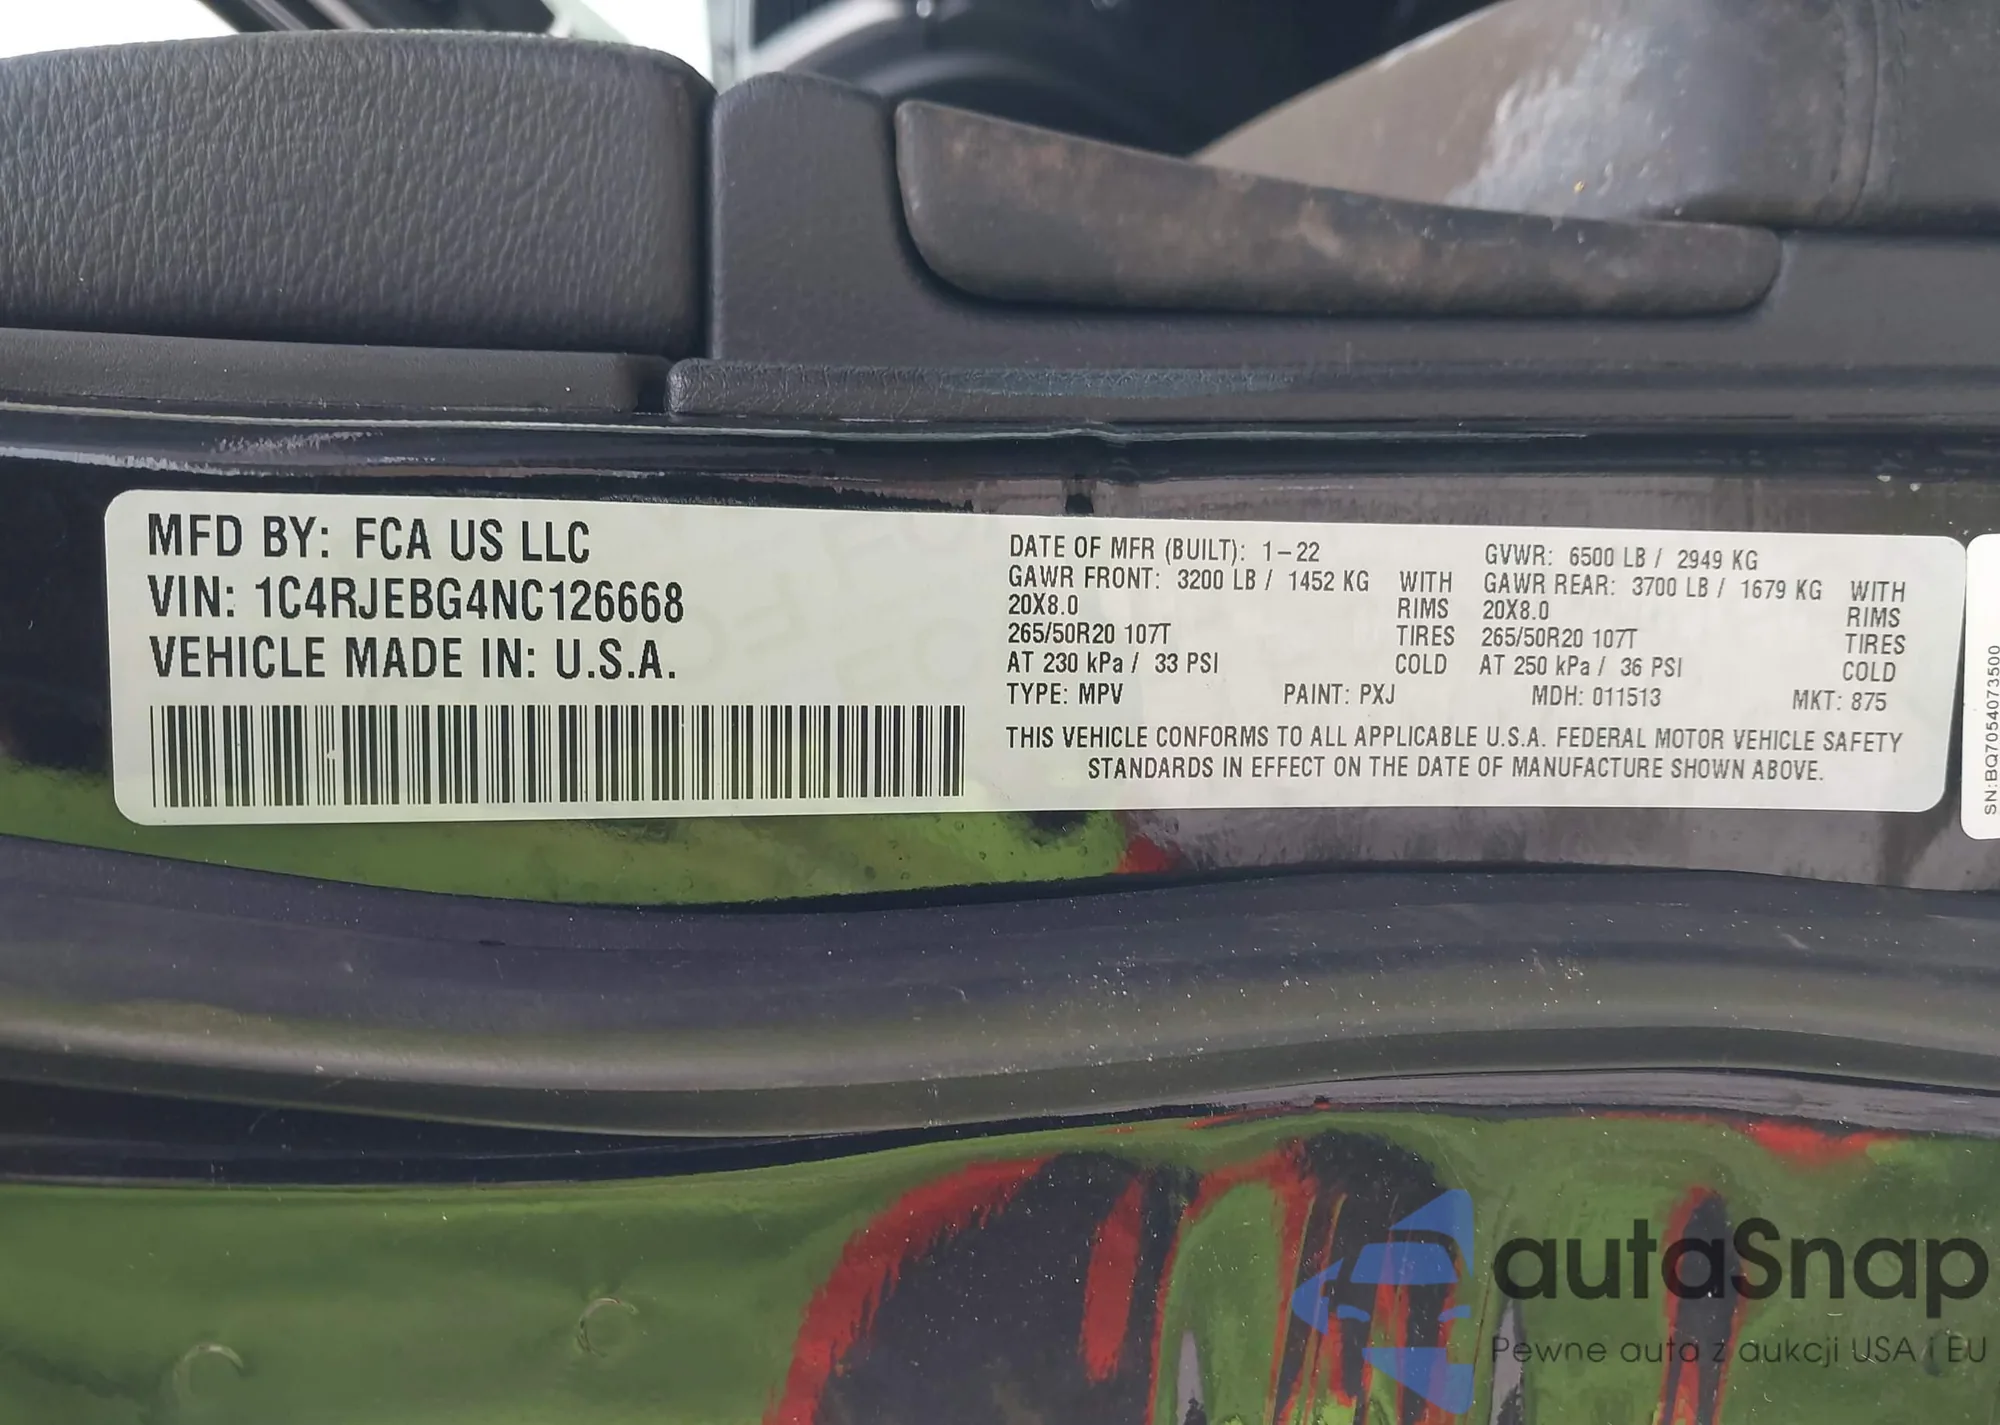 MFD BY: FCA US LLC
VIN: 1C4RJEBG4NC126668
VEHICLE MADE IN: U.S.A.
DATE OF MFR (BUILT): 1-22 GVWR: 6500 LB / 2949 KG
GAWR FRONT: 3200 LB / 1452 KG WITH GAWR REAR: 3700 LB / 1679 KG WITH
20X8.0 RIMS 20X8.0 RIMS
265/50R20 107T TIRES 265/50R20 107T TIRES
AT 230 kPa / 33 PSI COLD AT 250 kPa / 36 PSI COLD
TYPE: MPV PAINT: PXJ MDH: 011513 MKT: 875
THIS VEHICLE CONFORMS TO ALL APPLICABLE U.S.A. FEDERAL MOTOR VEHICLE SAFETY
STANDARDS IN EFFECT ON THE DATE OF MANUFACTURE SHOWN ABOVE.
SN:BQ7054073500
autaSnap
Pewne auta z aukcji USA i EU